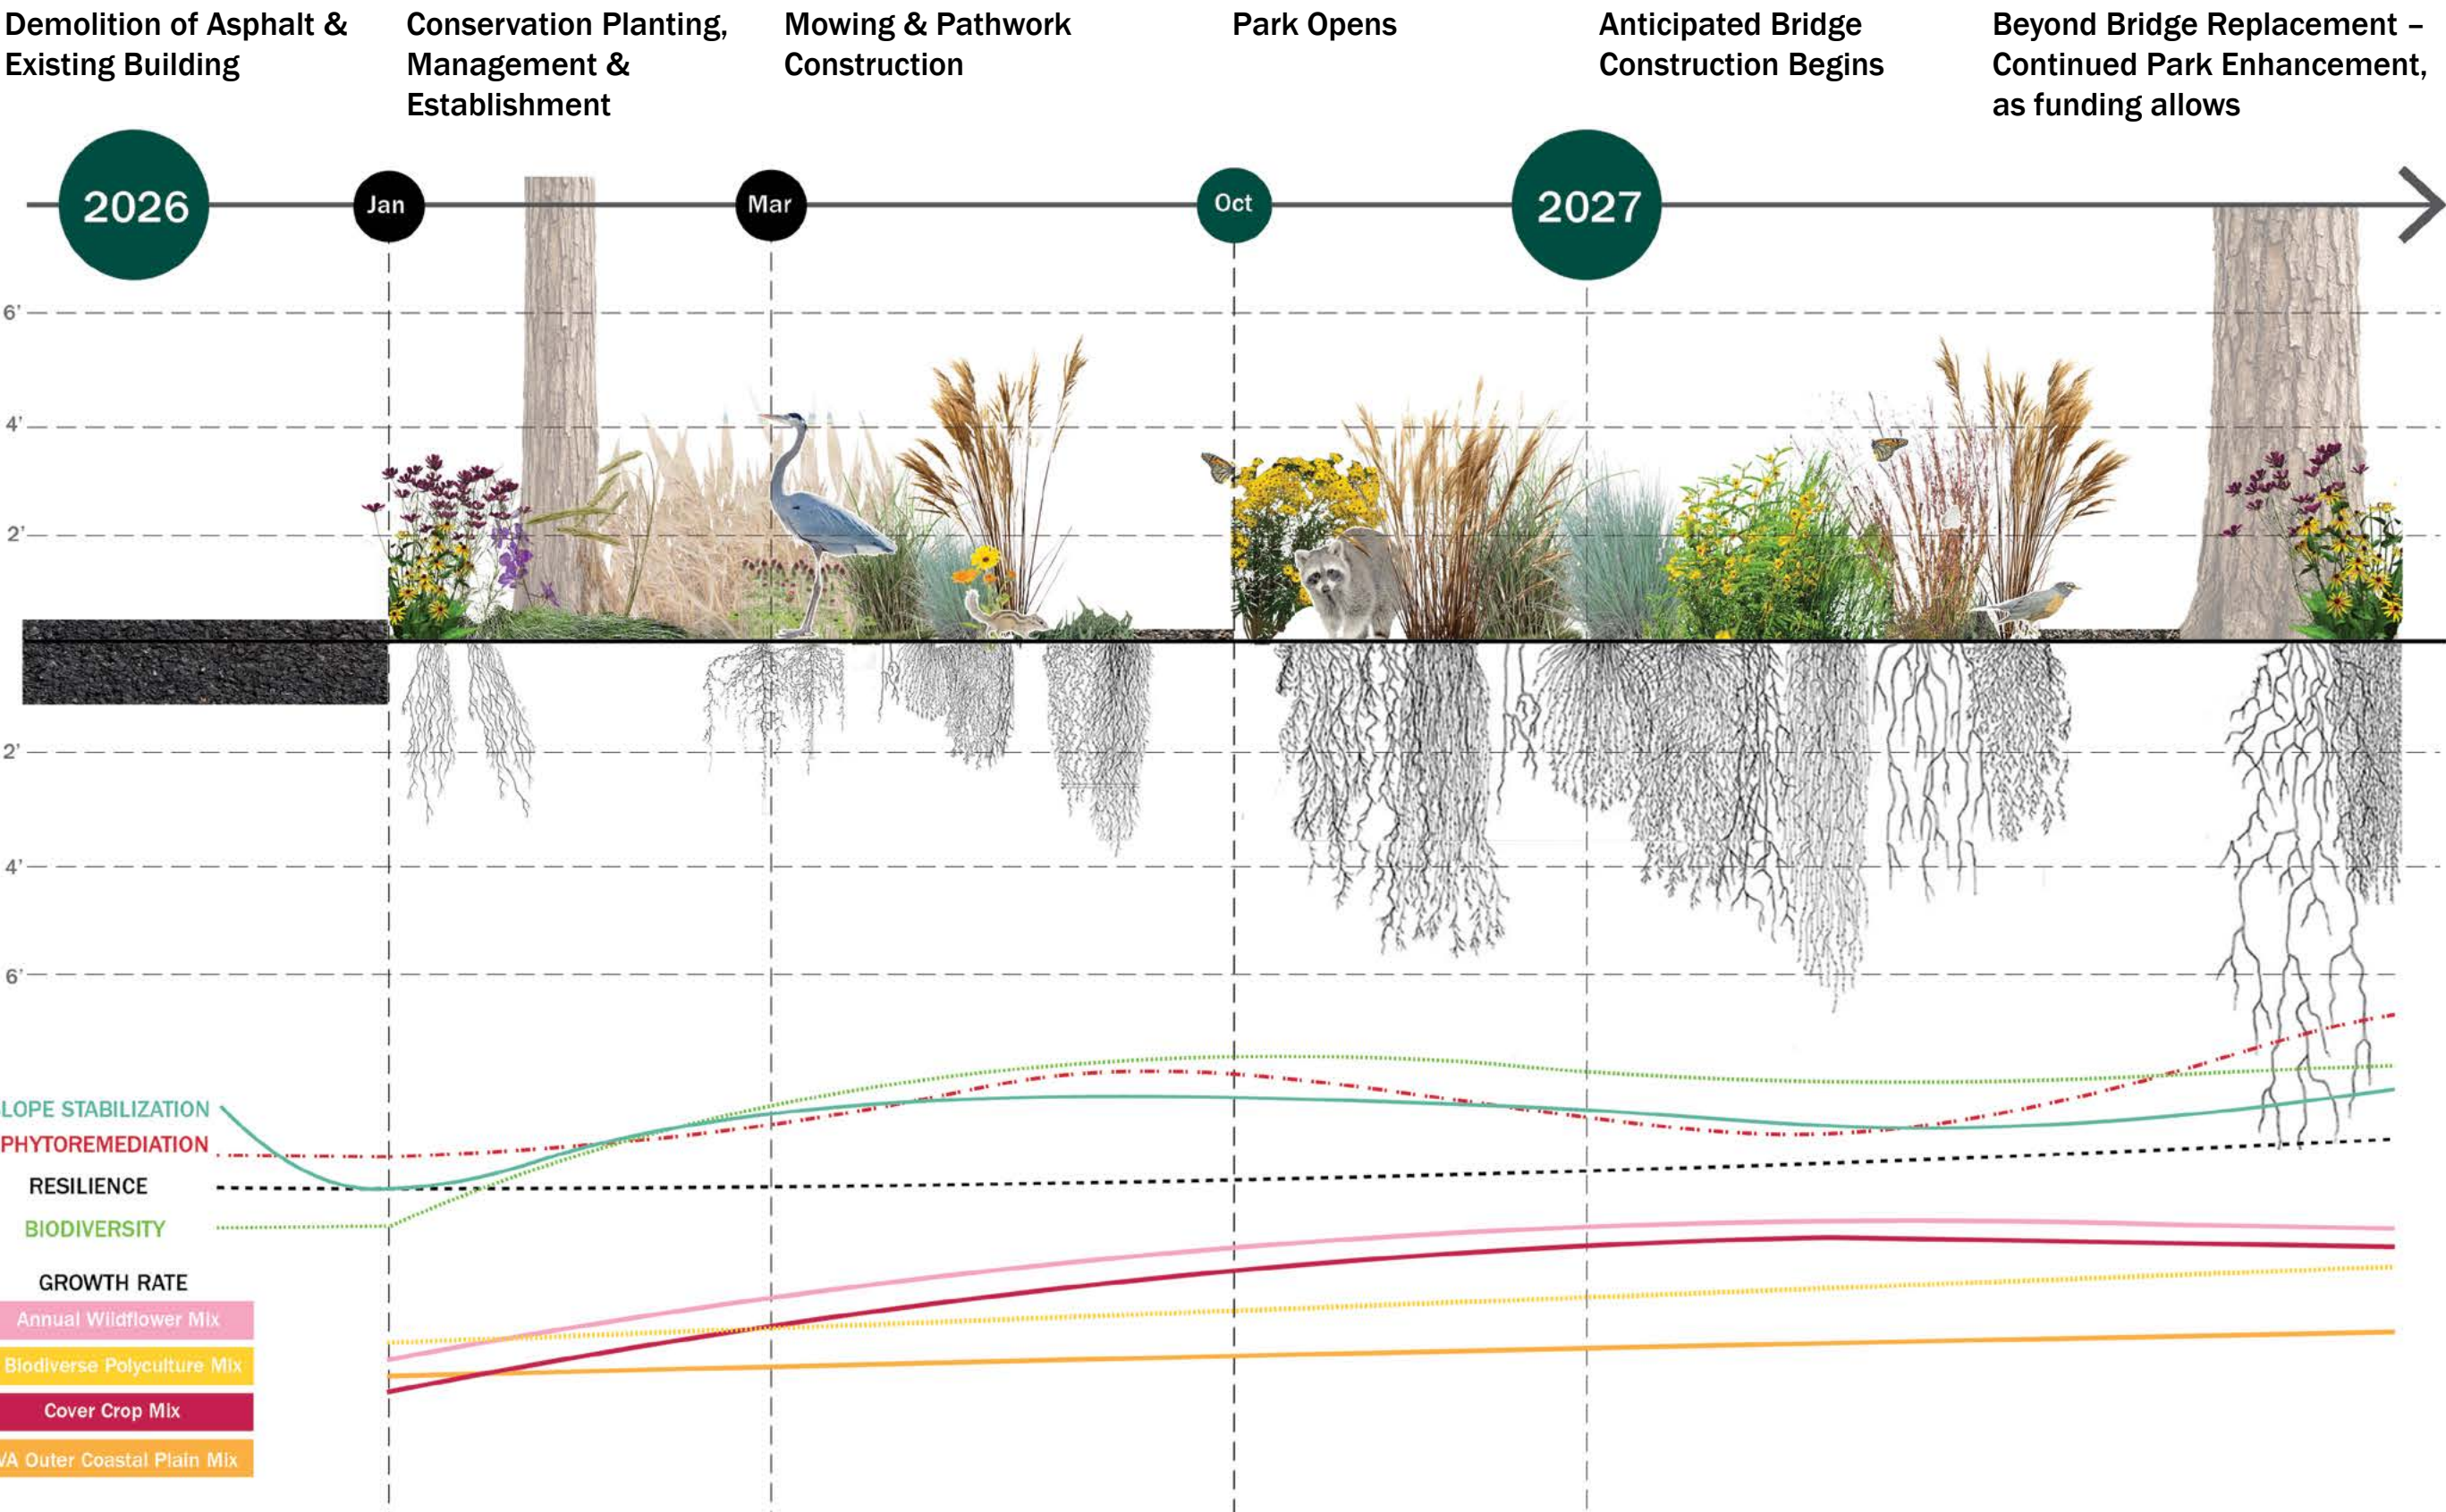 Demolition of Asphalt &
Existing Building
Conservation Planting,
Management &
Establishment
Mowing & Pathwork
Construction
Park Opens
Anticipated Bridge
Construction Begins
Beyond Bridge Replacement –
Continued Park Enhancement,
as funding allows
2026
Jan
Mar
Oct
2027
6'
4'
2'
2'
4'
6'
LOPE STABILIZATION
PHYTOREMEDIATION
RESILIENCE
BIODIVERSITY
GROWTH RATE
Annual Wildflower Mix
Biodiverse Polyculture Mix
Cover Crop Mix
VA Outer Coastal Plain Mix